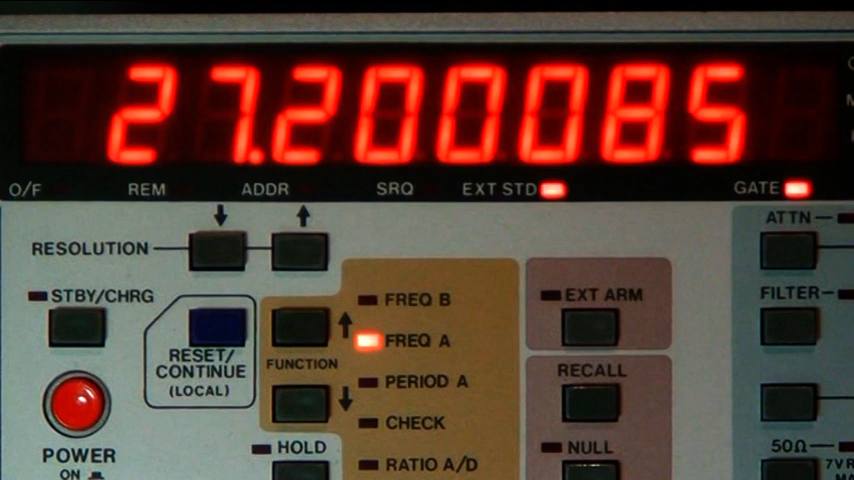 27.200085
O/F REM ADDR SRQ EXT STD GATE
RESOLUTION
ATTN
STBY/CHRG
FREQ B
EXT ARM
FILTER
RESET/
CONTINUE
(LOCAL)
FUNCTION
FREQ A
PERIOD A
RECALL
CHECK
POWER
ON
HOLD
RATIO A/D
NULL
50Ω